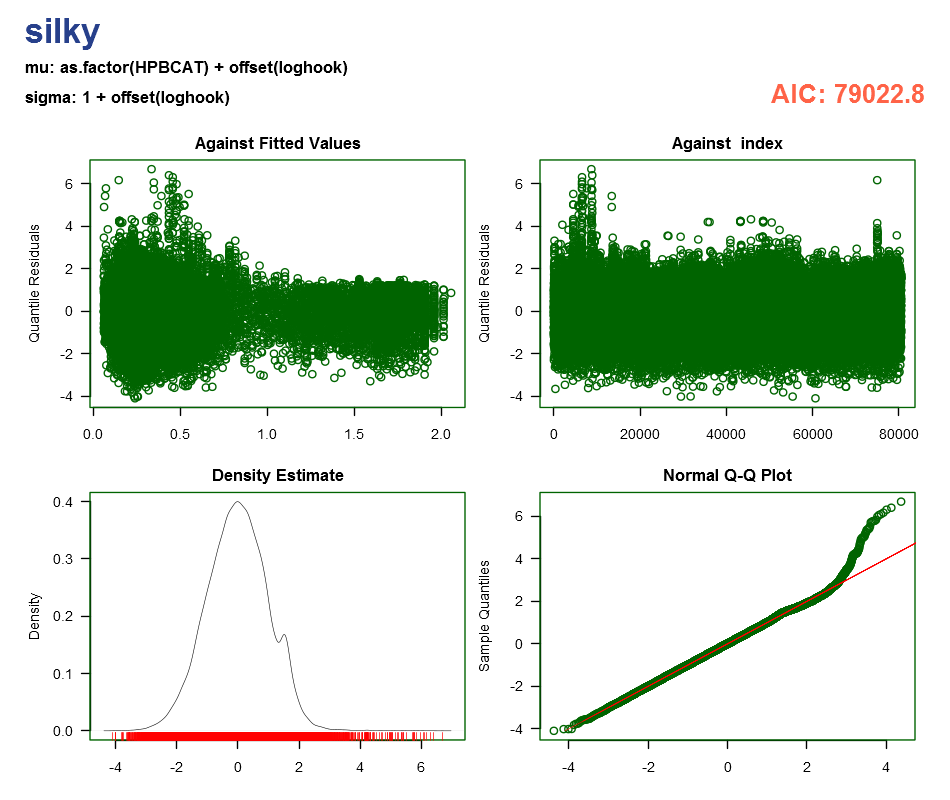 silky
mu: as.factor(HPBCAT) + offset(loghook)
sigma: 1 + offset(loghook)
AIC: 79022.8
Against Fitted Values
Quantile Residuals
6
4
2
0
-2
-4
0.0 0.5 1.0 1.5 2.0
Against  index
Quantile Residuals
6
4
2
0
-2
-4
0 20000 40000 60000 80000
Density Estimate
Density
0.4
0.3
0.2
0.1
0.0
-4 -2 0 2 4 6
Normal Q-Q Plot
Sample Quantiles
6
4
2
0
-2
-4
-4 -2 0 2 4